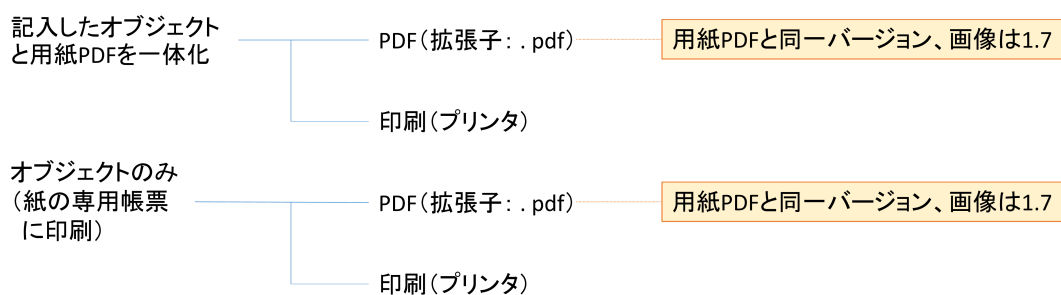 記入したオブジェクト
と用紙PDFを一体化
PDF（拡張子：.pdf）
用紙PDFと同一バージョン、画像は1.7
印刷（プリンタ）
オブジェクトのみ
（紙の専用帳票
に印刷）
PDF（拡張子：.pdf）
用紙PDFと同一バージョン、画像は1.7
印刷（プリンタ）